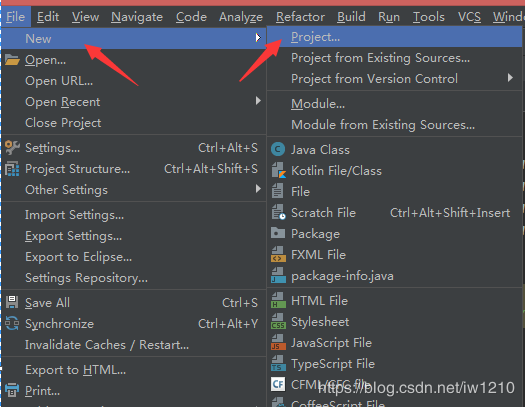 File Edit View Navigate Code Analyze Refactor Build Run Tools VCS Window
New
Open...
Open URL...
Open Recent
Close Project
Settings... Ctrl+Alt+S
Project Structure... Ctrl+Alt+Shift+S
Other Settings
Import Settings...
Export Settings...
Export to Eclipse...
Settings Repository...
Save All Ctrl+S
Synchronize Ctrl+Alt+Y
Invalidate Caches / Restart...
Export to HTML...
Print...
Project...
Project from Existing Sources...
Project from Version Control
Module...
Module from Existing Sources...
Java Class
Kotlin File/Class
File
Scratch File Ctrl+Alt+Shift+Insert
Package
FXML File
package-info.java
HTML File
Stylesheet
JavaScript File
TypeScript File
CFML/CFC file
CoffeeScript File
https://blog.csdn.net/iw1210